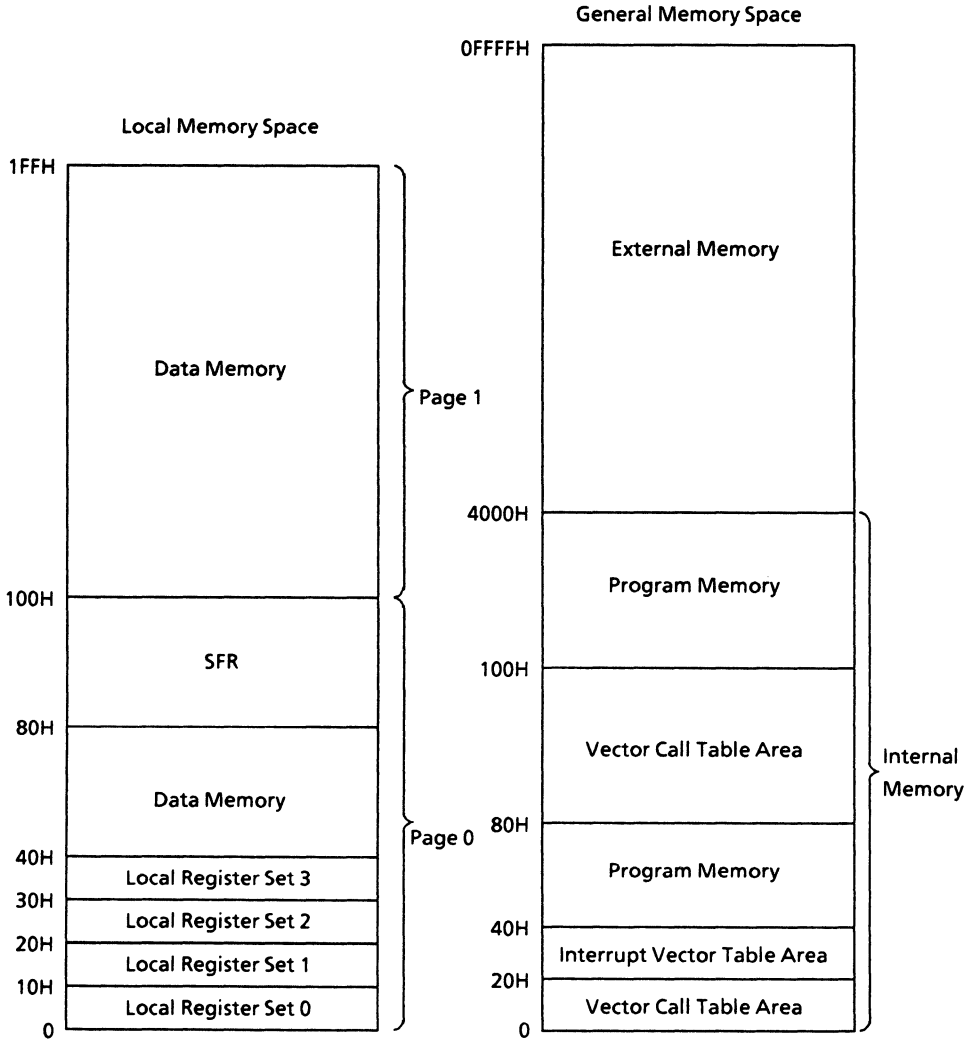 General Memory Space
0FFFFH
Local Memory Space
1FFH
External Memory
Data Memory
Page 1
4000H
Program Memory
100H
SFR
100H
80H
Vector Call Table Area
Internal
Memory
Data Memory
80H
Page 0
40H
Program Memory
Local Register Set 3
30H
Local Register Set 2
40H
20H
Interrupt Vector Table Area
Local Register Set 1
20H
10H
Local Register Set 0
Vector Call Table Area
0
0